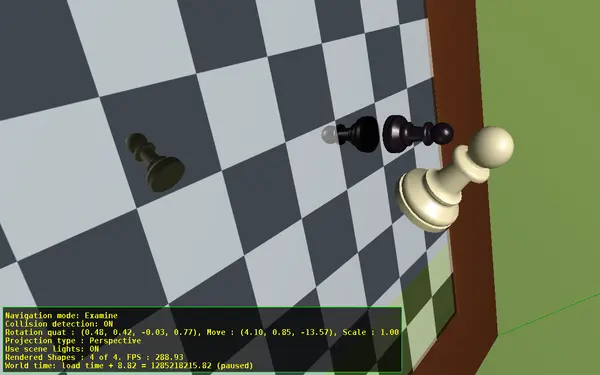 Navigation mode: Examine
Collision detection: ON
Rotation quat : (0.48, 0.42, -0.03, 0.77), Move : (4.10, 0.85, -13.57), Scale : 1.00
Projection type : Perspective
Use scene lights: ON
Rendered Shapes : 4 of 4. FPS : 288.93
World time: load time + 8.82 = 1285218215.82 (paused)